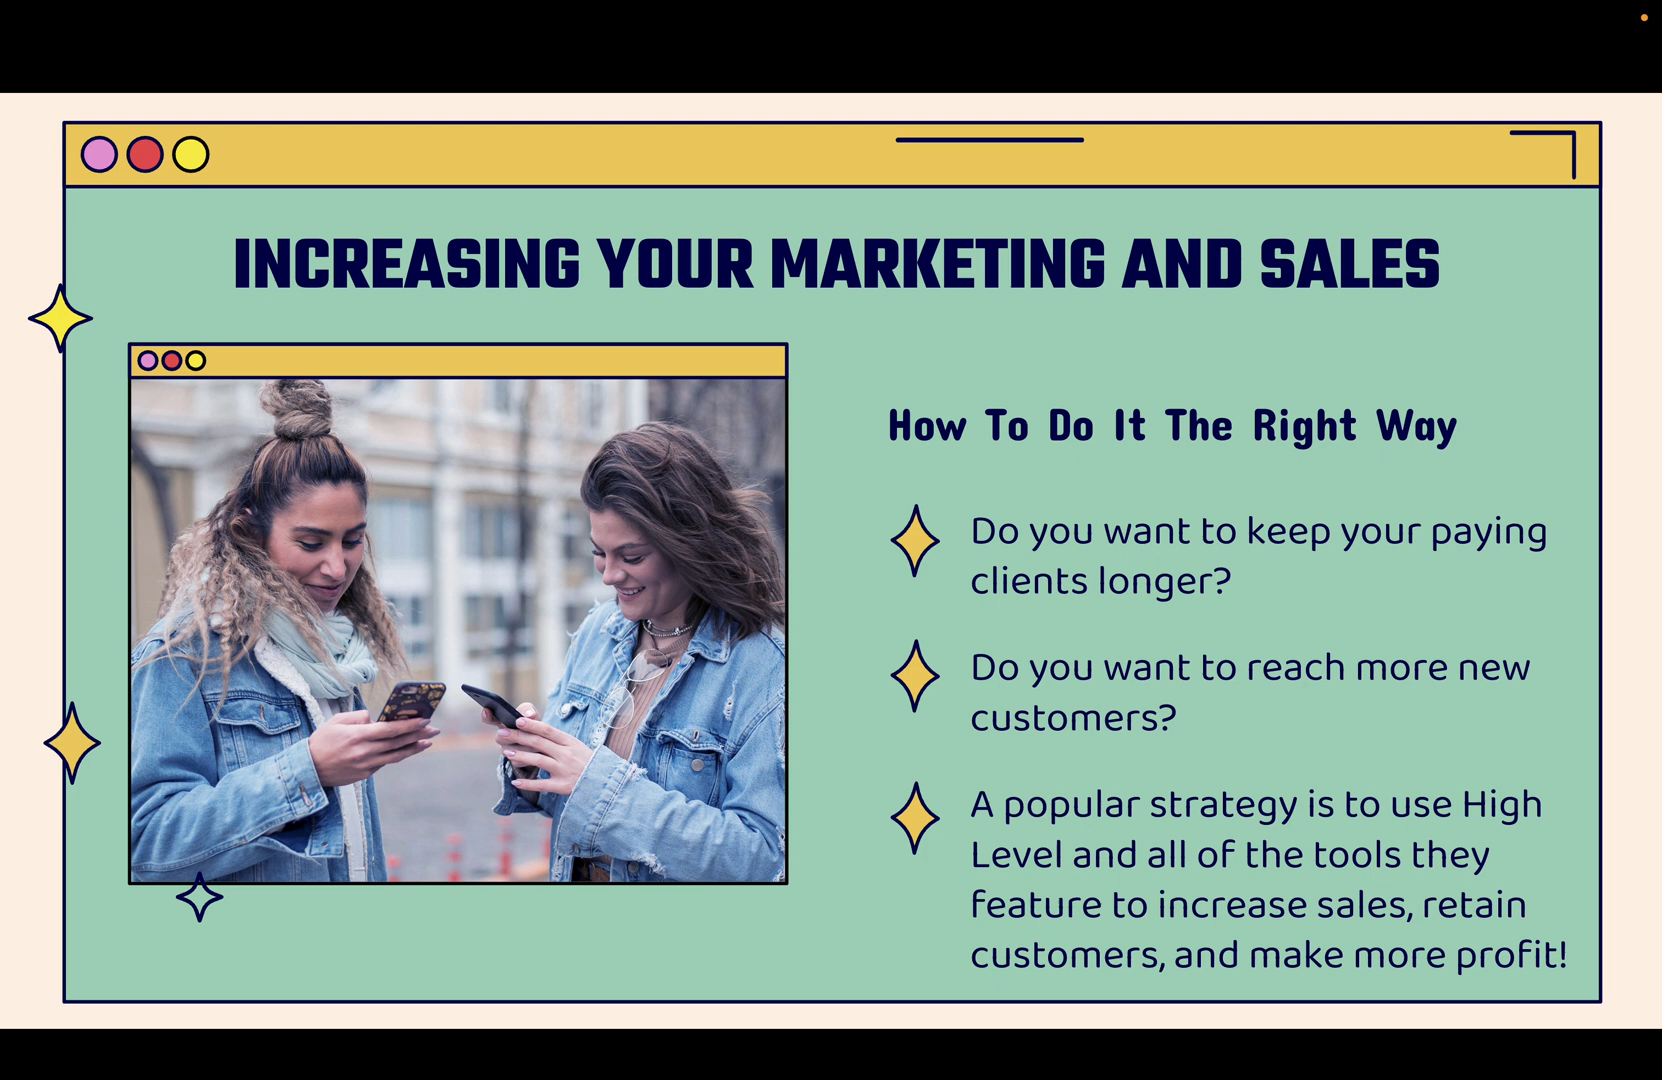 INCREASING YOUR MARKETING AND SALES
How To Do It The Right Way
Do you want to keep your paying
clients longer?
Do you want to reach more new
customers?
A popular strategy is to use High
Level and all of the tools they
feature to increase sales, retain
customers, and make more profit!